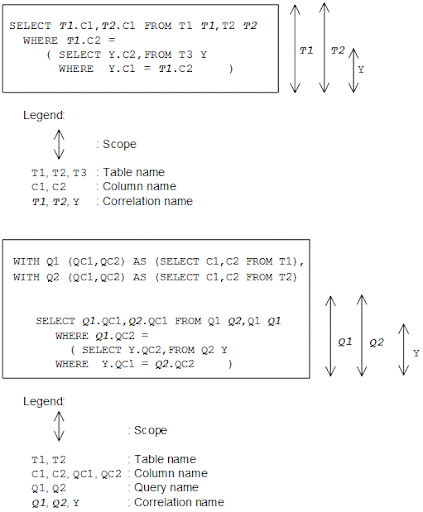 SELECT T1.C1,T2.C1 FROM T1 T1,T2 T2
WHERE T1.C2 =
( SELECT Y.C2,FROM T3 Y
WHERE Y.C1 = T1.C2 )
T1 T2 Y
Legend:
: Scope
T1, T2, T3 : Table name
C1, C2 : Column name
T1, T2, Y : Correlation name
WITH Q1 (QC1,QC2) AS (SELECT C1,C2 FROM T1),
WITH Q2 (QC1,QC2) AS (SELECT C1,C2 FROM T2)
SELECT Q1.QC1,Q2.QC1 FROM Q1 Q2,Q1 Q1
WHERE Q1.QC2 =
( SELECT Y.QC2,FROM Q2 Y
WHERE Y.QC1 = Q2.QC2 )
Q1 Q2 Y
Legend:
: Scope
T1, T2 : Table name
C1, C2, QC1, QC2 : Column name
Q1, Q2 : Query name
Q1, Q2, Y : Correlation name